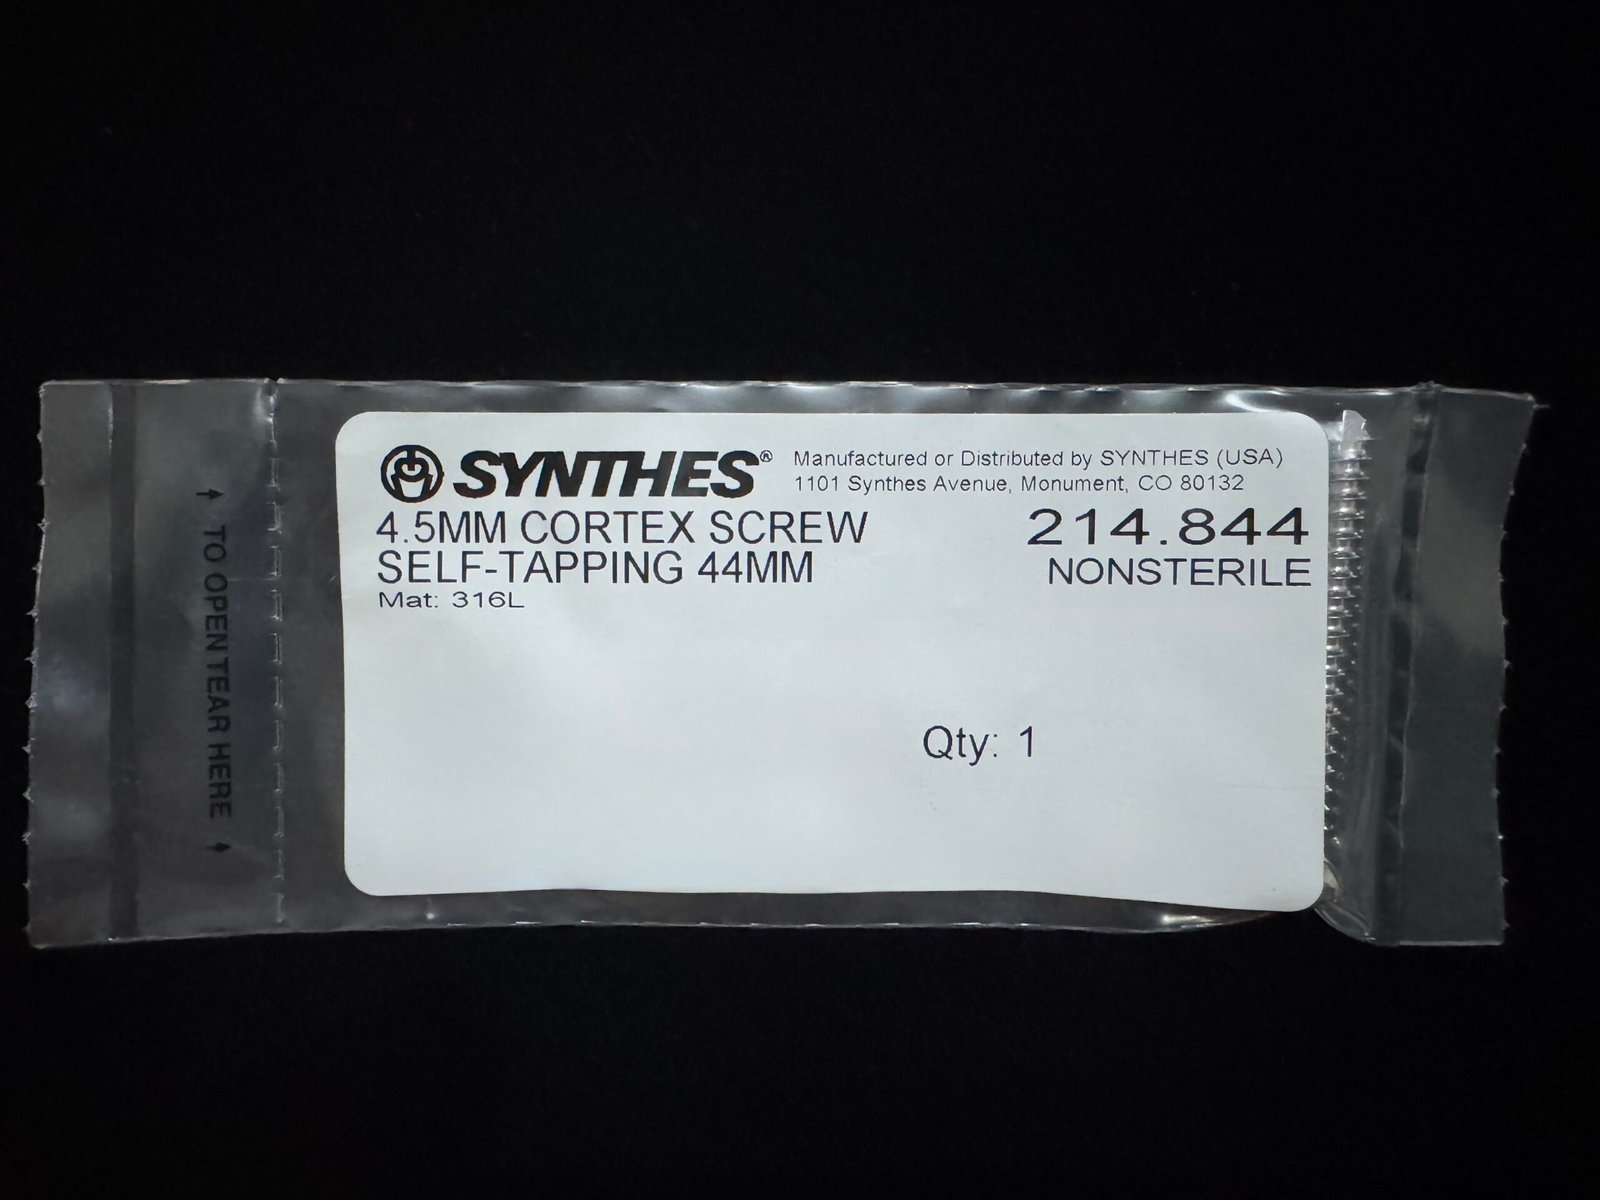 SYNTHES® Manufactured or Distributed by SYNTHES (USA)
1101 Synthes Avenue, Monument, CO 80132
4.5MM CORTEX SCREW 214.844
SELF-TAPPING 44MM NONSTERILE
Mat: 316L
Qty: 1
TO OPEN TEAR HERE